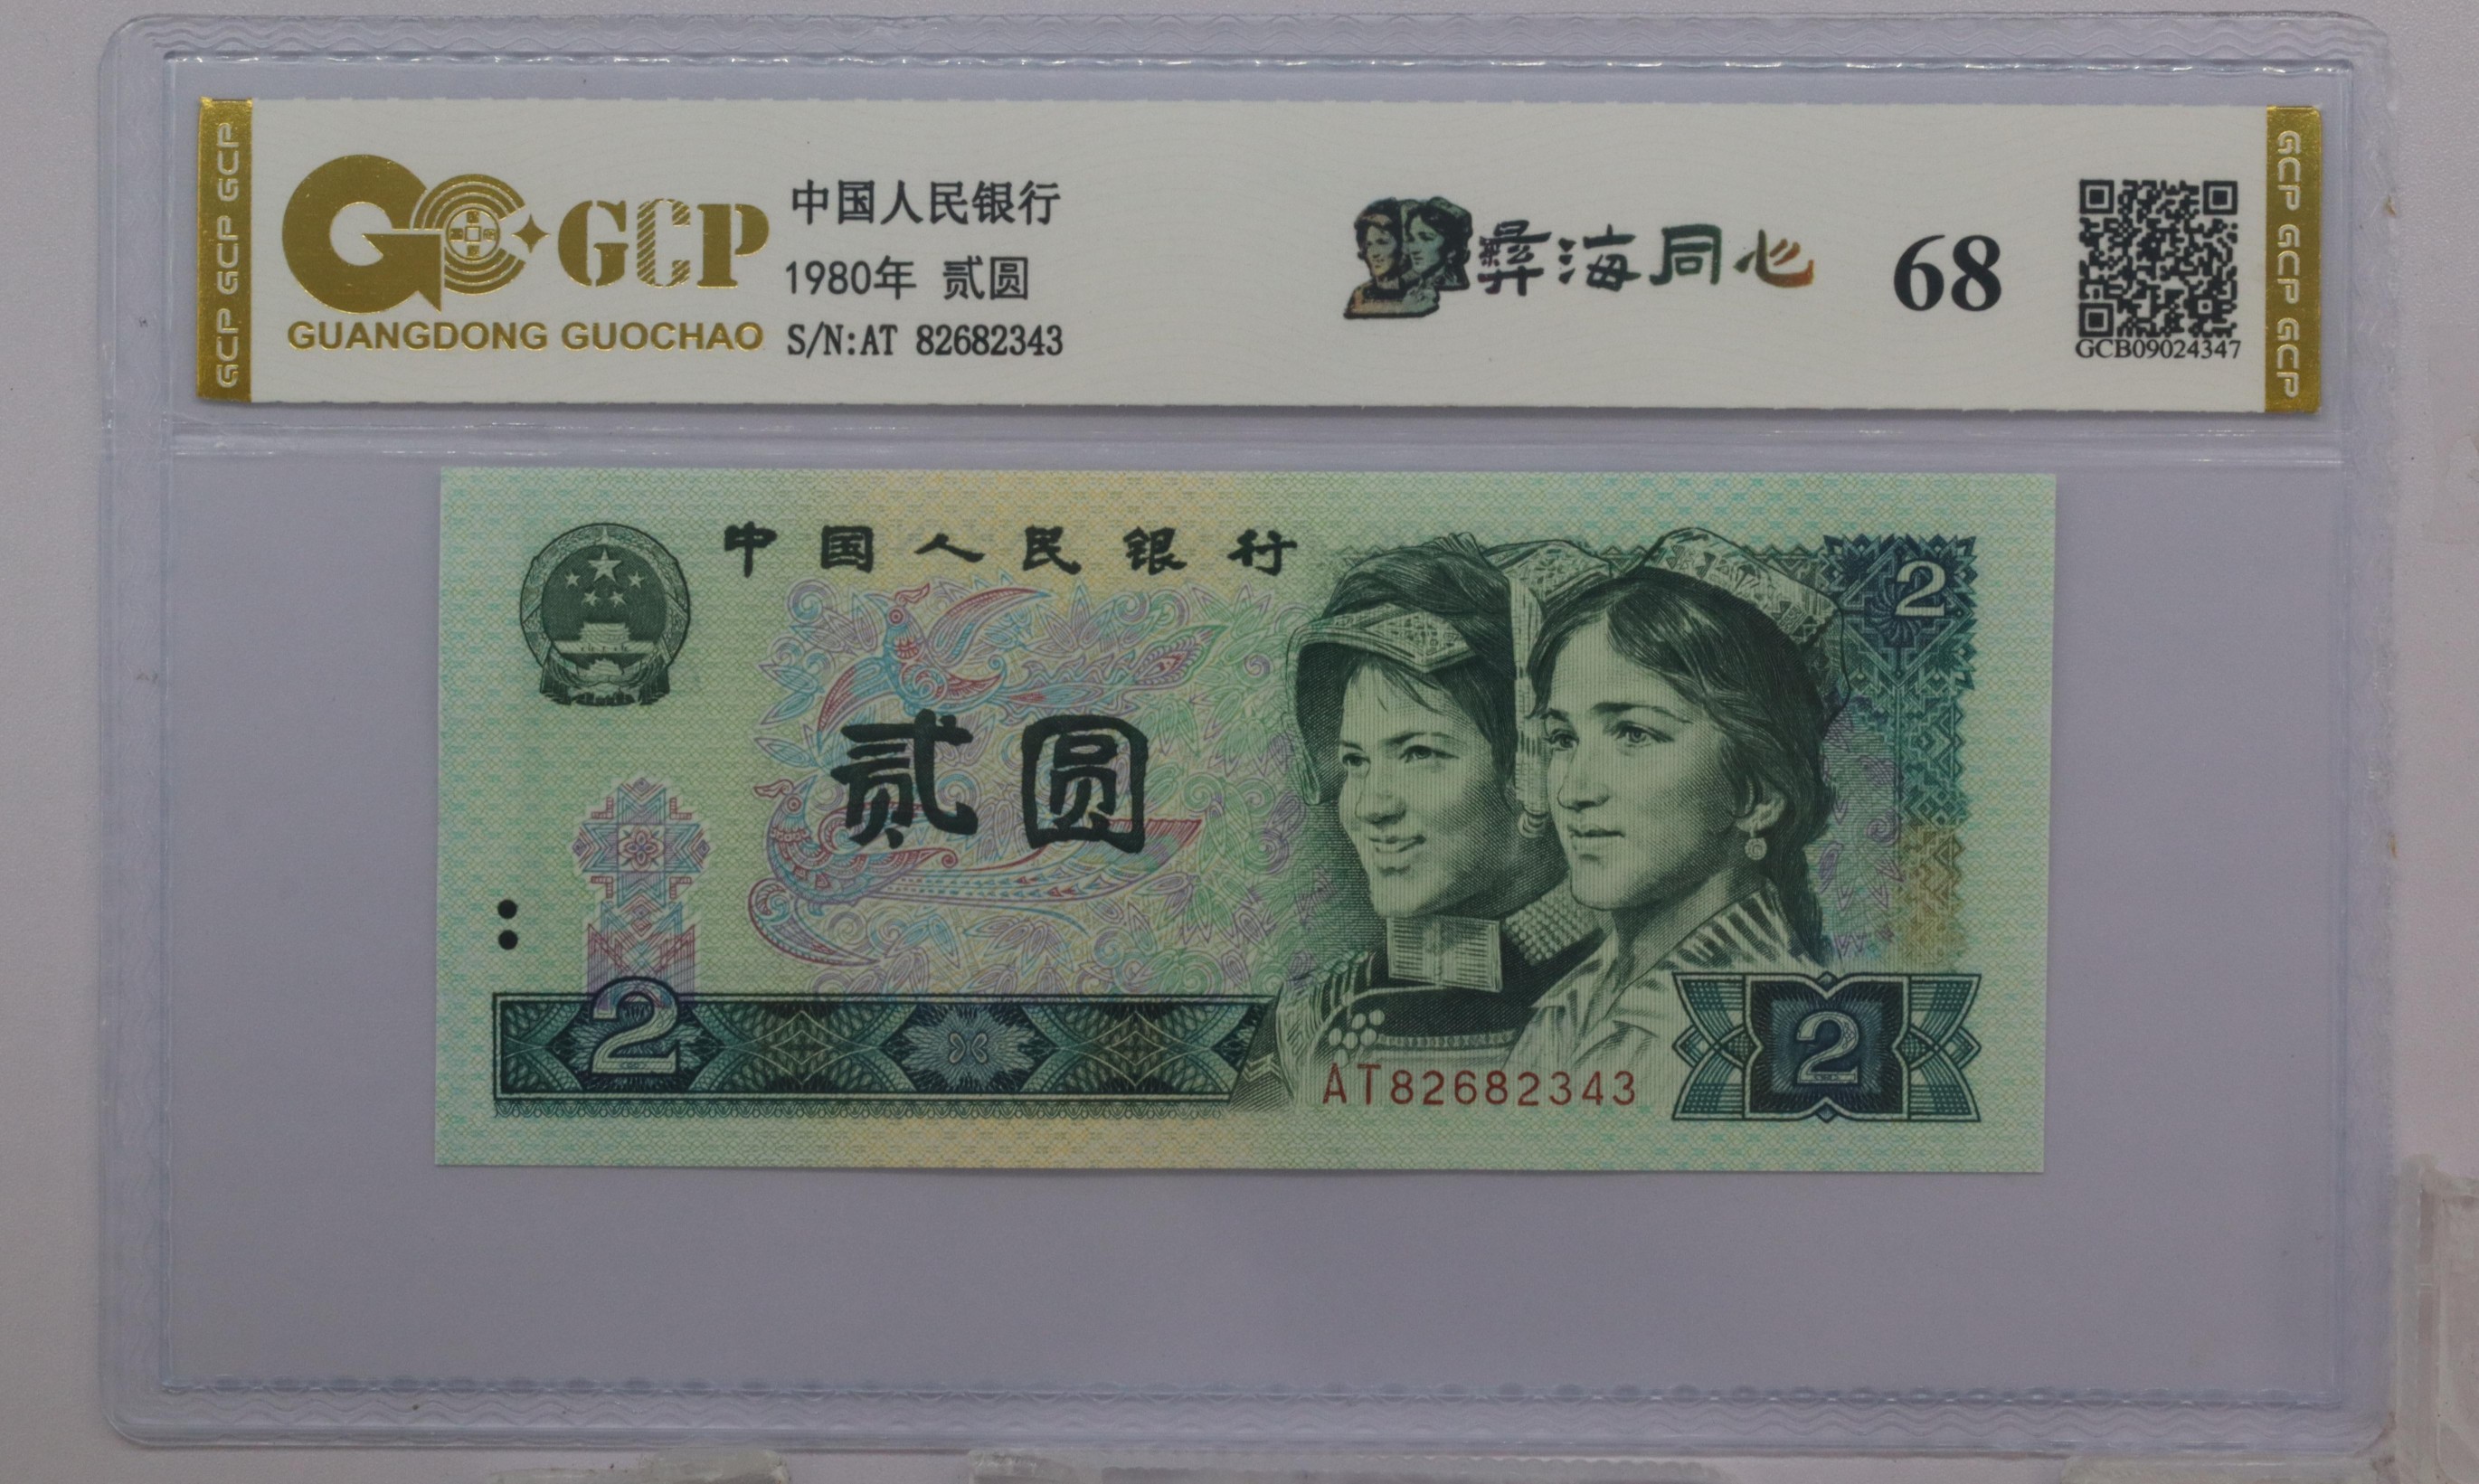 GCP GCP GCP
GCP
GUANGDONG GUOCHAO
中国人民银行
1980年 贰圆
S/N:AT 82682343
彝海同心
68
GCB09024347
GCP GCP GCP
中国人民银行
2
贰圆
2
AT82682343
2